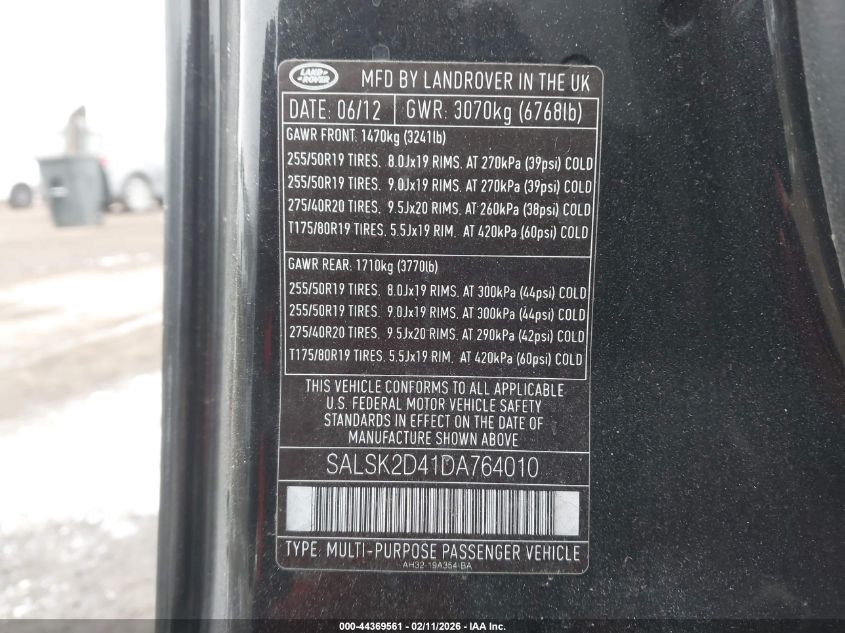 LAND ROVER
MFD BY LANDROVER IN THE UK
DATE: 06/12 GWR: 3070kg (6768lb)
GAWR FRONT: 1470kg (3241lb)
255/50R19 TIRES. 8.0Jx19 RIMS. AT 270kPa (39psi) COLD
255/50R19 TIRES. 9.0Jx19 RIMS. AT 270kPa (39psi) COLD
275/40R20 TIRES. 9.5Jx20 RIMS. AT 260kPa (38psi) COLD
T175/80R19 TIRES. 5.5Jx19 RIM. AT 420kPa (60psi) COLD
GAWR REAR: 1710kg (3770lb)
255/50R19 TIRES. 8.0Jx19 RIMS. AT 300kPa (44psi) COLD
255/50R19 TIRES. 9.0Jx19 RIMS. AT 300kPa (44psi) COLD
275/40R20 TIRES. 9.5Jx20 RIMS. AT 290kPa (42psi) COLD
T175/80R19 TIRES. 5.5Jx19 RIM. AT 420kPa (60psi) COLD
THIS VEHICLE CONFORMS TO ALL APPLICABLE
U.S. FEDERAL MOTOR VEHICLE SAFETY
STANDARDS IN EFFECT ON THE DATE OF
MANUFACTURE SHOWN ABOVE
SALSK2D41DA764010
TYPE: MULTI-PURPOSE PASSENGER VEHICLE
AH32-19A354-BA
000-44369561 - 02/11/2026 - IAA Inc.